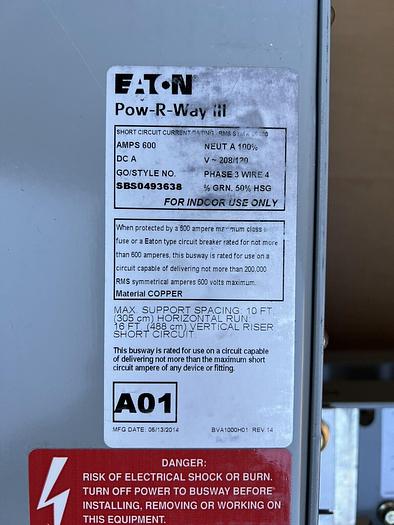 EATON
Pow-R-Way III
SHORT CIRCUIT CURRENT RATING - RMS SYM
AMPS 600 NEUT A 100%
DC A V ~ 208/120
GO/STYLE NO. PHASE 3 WIRE 4
SBS0493638 % GRN. 50% HSG
FOR INDOOR USE ONLY
When protected by a 600 ampere maximum class
fuse or a Eaton type circuit breaker rated for not more
than 600 amperes, this busway is rated for use on a
circuit capable of delivering not more than 200,000
RMS symmetrical amperes 600 volts maximum.
Material COPPER
MAX. SUPPORT SPACING: 10 FT.
(305 cm) HORIZONTAL RUN:
16 FT. (488 cm) VERTICAL RISER
SHORT CIRCUIT:
This busway is rated for use on a circuit capable
of delivering not more than the maximum short
circuit ampere of any device or fitting.
A01
MFG DATE: 06/13/2014 BVA1000H01 REV 14
DANGER:
RISK OF ELECTRICAL SHOCK OR BURN.
TURN OFF POWER TO BUSWAY BEFORE
INSTALLING, REMOVING OR WORKING ON
THIS EQUIPMENT.